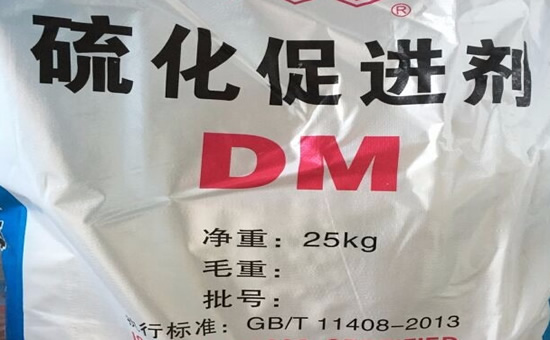 ®
硫化促进剂
DM
净重：25kg
毛重：
批号：
执行标准：GB/T 11408-2013